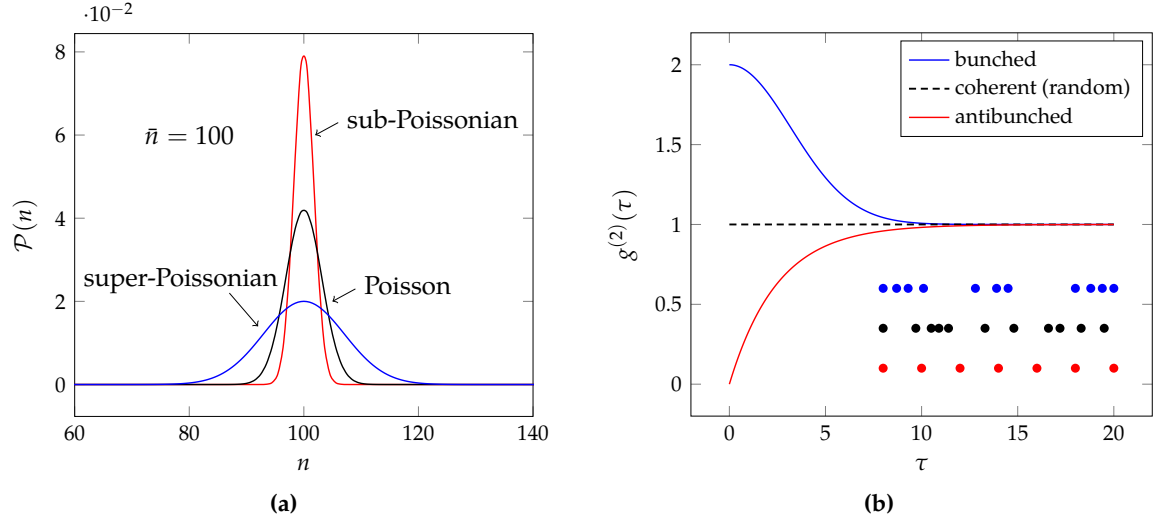 ·10⁻²
8
6
4
2
0
60
80
100
120
140
n
𝒫(n)
n̄ = 100
sub-Poissonian
super-Poissonian
Poisson
(a)
2
1.5
1
0.5
0
0
5
10
15
20
τ
g⁽²⁾(τ)
bunched
coherent (random)
antibunched
(b)